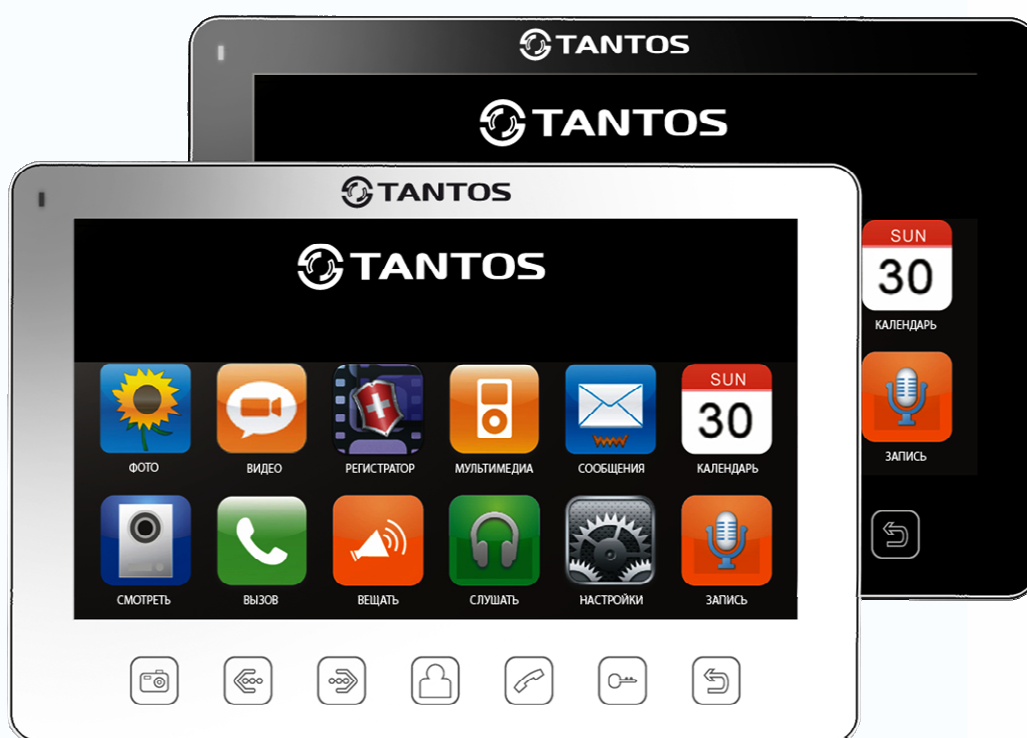 TANTOS
TANTOS
SUN
30
КАЛЕНДАРЬ
ЗАПИСЬ
TANTOS
TANTOS
SUN
30
ФОТО ВИДЕО РЕГИСТРАТОР МУЛЬТИМЕДИА СООБЩЕНИЯ КАЛЕНДАРЬ
СМОТРЕТЬ ВЫЗОВ ВЕЩАТЬ СЛУШАТЬ НАСТРОЙКИ ЗАПИСЬ